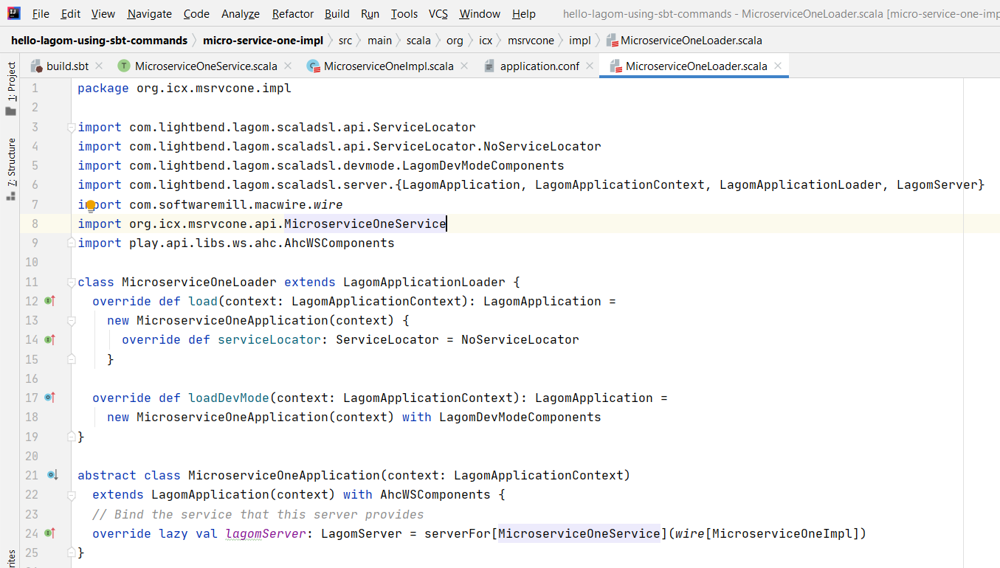 File Edit View Navigate Code Analyze Refactor Build Run Tools VCS Window Help hello-lagom-using-sbt-commands - MicroserviceOneLoader.scala [micro-service-one-imp
hello-lagom-using-sbt-commands micro-service-one-impl src main scala org icx msrvcone impl MicroserviceOneLoader.scala
build.sbt MicroserviceOneService.scala MicroserviceOneImpl.scala application.conf MicroserviceOneLoader.scala
1: Project
7: Structure
rites
1 package org.icx.msrvcone.impl
2
3 import com.lightbend.lagom.scaladsl.api.ServiceLocator
4 import com.lightbend.lagom.scaladsl.api.ServiceLocator.NoServiceLocator
5 import com.lightbend.lagom.scaladsl.devmode.LagomDevModeComponents
6 import com.lightbend.lagom.scaladsl.server.{LagomApplication, LagomApplicationContext, LagomApplicationLoader, LagomServer}
7 import com.softwaremill.macwire.wire
8 import org.icx.msrvcone.api.MicroserviceOneService
9 import play.api.libs.ws.ahc.AhcWSComponents
10
11 class MicroserviceOneLoader extends LagomApplicationLoader {
12 override def load(context: LagomApplicationContext): LagomApplication =
13 new MicroserviceOneApplication(context) {
14 override def serviceLocator: ServiceLocator = NoServiceLocator
15 }
16
17 override def loadDevMode(context: LagomApplicationContext): LagomApplication =
18 new MicroserviceOneApplication(context) with LagomDevModeComponents
19 }
20
21 abstract class MicroserviceOneApplication(context: LagomApplicationContext)
22 extends LagomApplication(context) with AhcWSComponents {
23 // Bind the service that this server provides
24 override lazy val lagomServer: LagomServer = serverFor[MicroserviceOneService](wire[MicroserviceOneImpl])
25 }